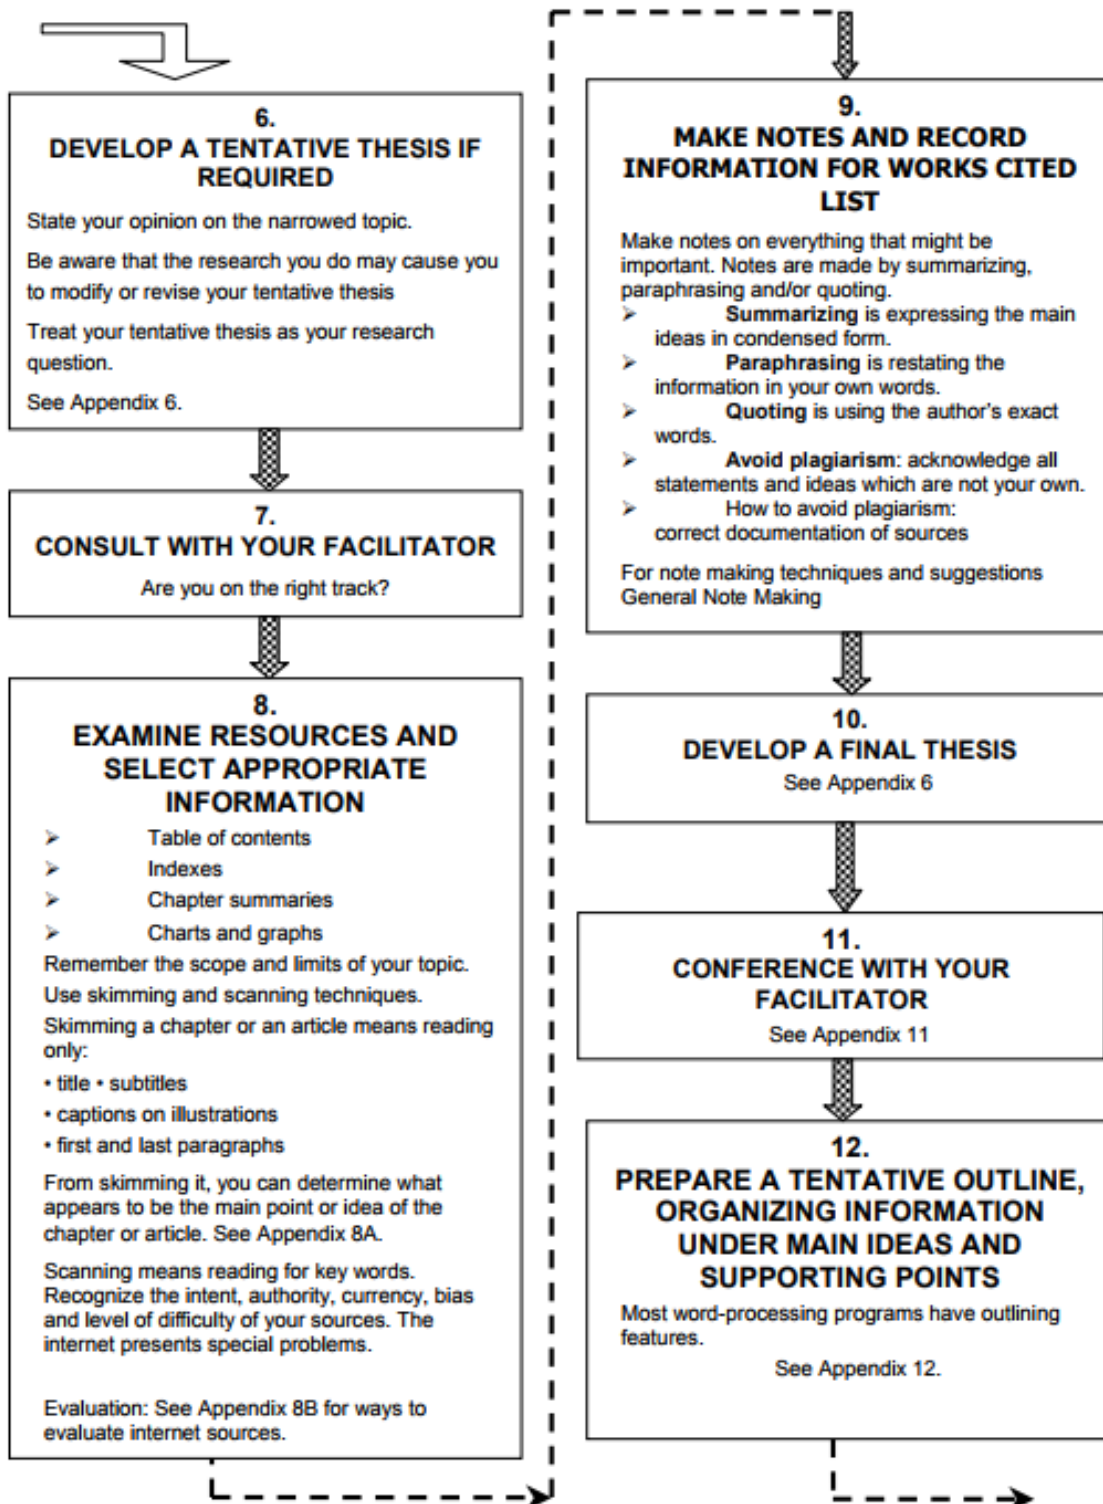 6.
DEVELOP A TENTATIVE THESIS IF
REQUIRED
State your opinion on the narrowed topic.
Be aware that the research you do may cause you
to modify or revise your tentative thesis
Treat your tentative thesis as your research
question.
See Appendix 6.
7.
CONSULT WITH YOUR FACILITATOR
Are you on the right track?
8.
EXAMINE RESOURCES AND
SELECT APPROPRIATE
INFORMATION
➢ Table of contents
➢ Indexes
➢ Chapter summaries
➢ Charts and graphs
Remember the scope and limits of your topic.
Use skimming and scanning techniques.
Skimming a chapter or an article means reading
only:
• title • subtitles
• captions on illustrations
• first and last paragraphs
From skimming it, you can determine what
appears to be the main point or idea of the
chapter or article. See Appendix 8A.
Scanning means reading for key words.
Recognize the intent, authority, currency, bias
and level of difficulty of your sources. The
internet presents special problems.
Evaluation: See Appendix 8B for ways to
evaluate internet sources.
9.
MAKE NOTES AND RECORD
INFORMATION FOR WORKS CITED
LIST
Make notes on everything that might be
important. Notes are made by summarizing,
paraphrasing and/or quoting.
➢ Summarizing is expressing the main
ideas in condensed form.
➢ Paraphrasing is restating the
information in your own words.
➢ Quoting is using the author's exact
words.
➢ Avoid plagiarism: acknowledge all
statements and ideas which are not your own.
➢ How to avoid plagiarism:
correct documentation of sources
For note making techniques and suggestions
General Note Making
10.
DEVELOP A FINAL THESIS
See Appendix 6
11.
CONFERENCE WITH YOUR
FACILITATOR
See Appendix 11
12.
PREPARE A TENTATIVE OUTLINE,
ORGANIZING INFORMATION
UNDER MAIN IDEAS AND
SUPPORTING POINTS
Most word-processing programs have outlining
features.
See Appendix 12.